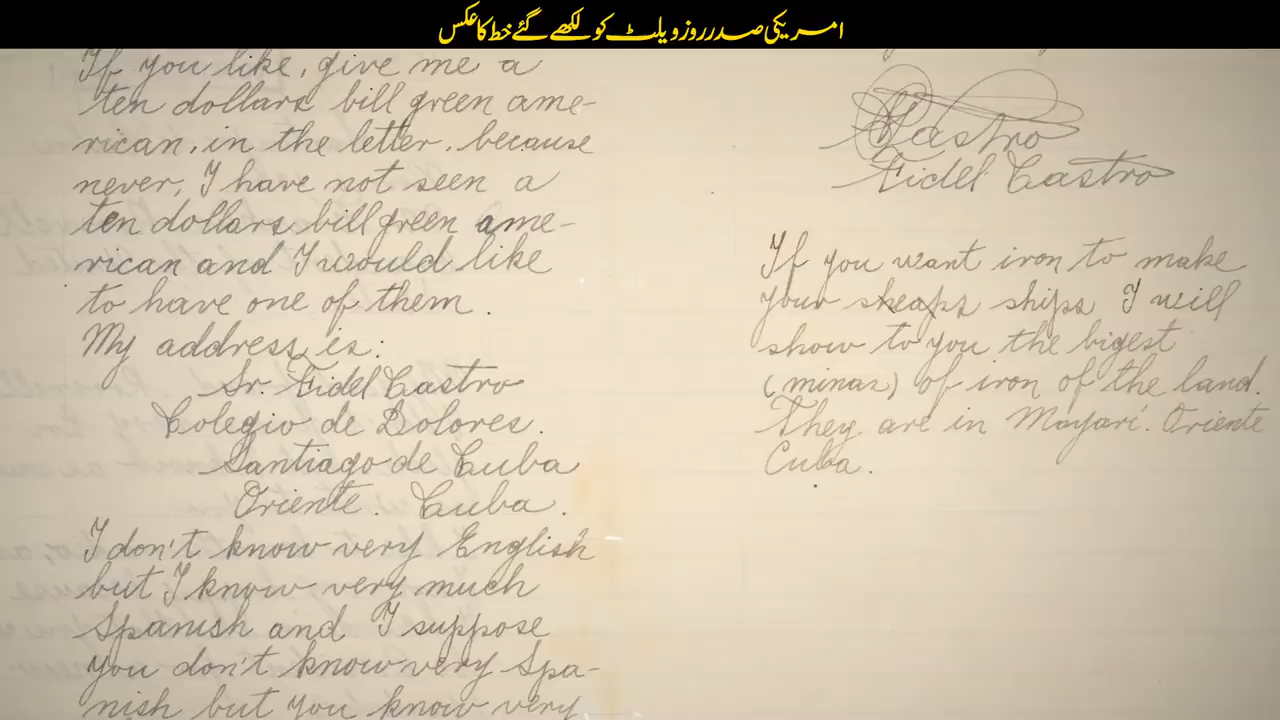 امریکی صدر روز ویلٹ کو لکھے گئے خط کا عکس
If you like, give me a
ten dollars bill green ame-
rican, in the letter, because
never, I have not seen a
ten dollars bill green ame-
rican and I would like
to have one of them.
My address is:
Sr. Fidel Castro
Colegio de Dolores.
Santiago de Cuba
Oriente. Cuba.
I don't know very English
but I know very much
Spanish and I suppose
you don't know very Spa-
nish but you know very
Castro
Fidel Castro
If you want iron to make
your sheaps ships I will
show to you the bigest
(minas) of iron of the land.
They are in Mayarí. Oriente
Cuba.